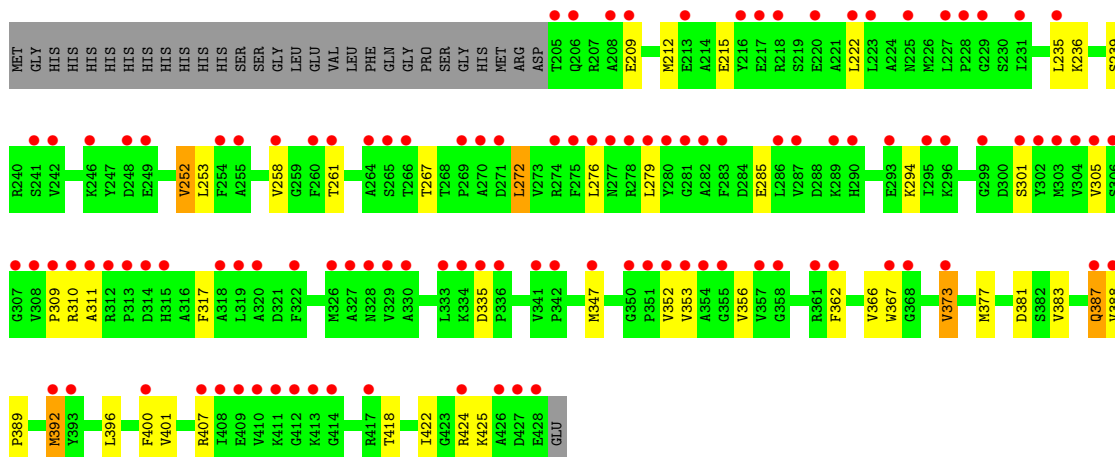 MET GLY HIS HIS HIS HIS HIS HIS HIS HIS HIS HIS SER SER GLY LEU GLU VAL LEU PHE GLN GLY PRO SER GLY HIS MET ARG ASP T205 Q206 R207 A208 E209 M212 E213 A214 E215 Y216 E217 R218 S219 E220 A221 L222 L223 A224 N225 M226 L227 P228 G229 S230 I231 L235 K236 S239
R240 S241 V242 K246 Y247 D248 E249 V252 L253 F254 A255 V258 G259 F260 T261 A264 S265 T266 T267 T268 P269 A270 D271 L272 V273 R274 F275 L276 N277 R278 L279 Y280 G281 A282 F283 D284 E285 L286 V287 D288 K289 H290 E293 K294 I295 K296 G299 D300 S301 Y302 M303 V304 V305 S306
G307 V308 P309 R310 A311 R312 P313 D314 H315 A316 F317 A318 L319 A320 D321 F322 M326 A327 N328 V329 A330 L333 K334 D335 P336 V341 P342 M347 G350 P351 V352 V353 A354 G355 V356 V357 G358 R361 F362 V366 W367 G368 V373 M377 D381 S382 V383 Q387 V388
P389 M392 Y393 L396 F400 V401 R407 I408 E409 V410 K411 G412 K413 G414 R417 T418 I422 G423 R424 K425 A426 D427 E428 GLU